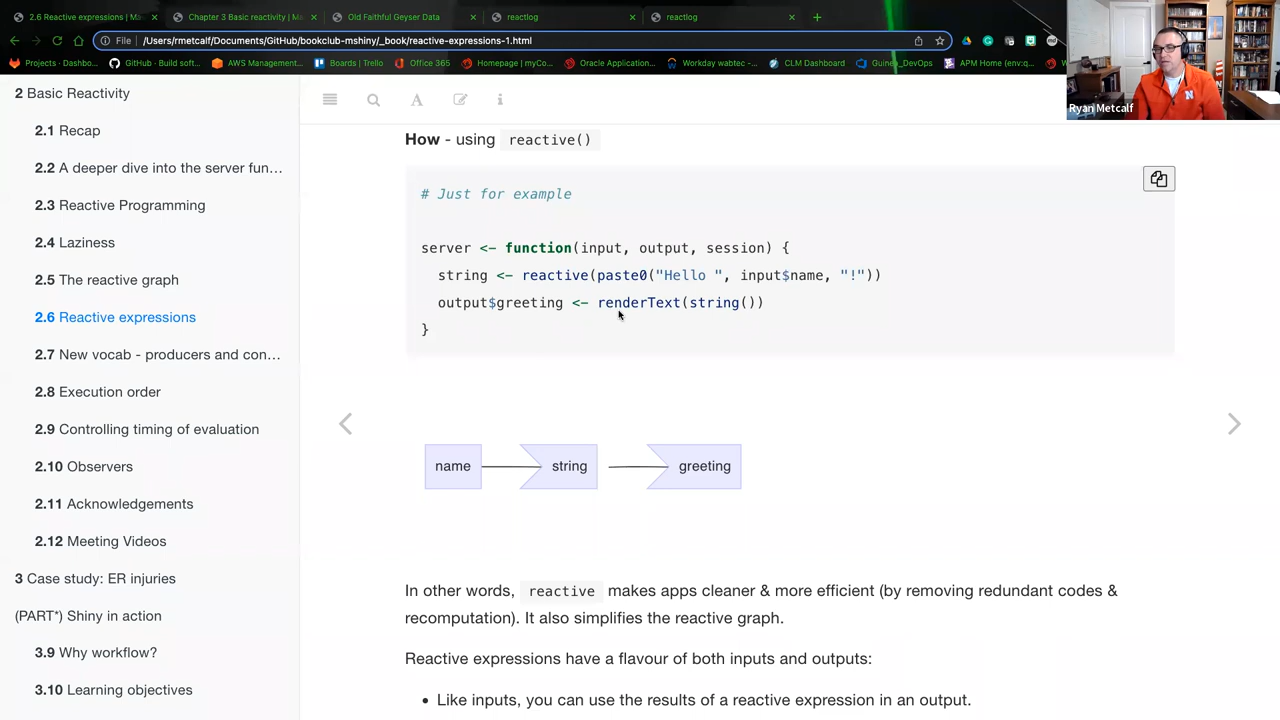 2.6 Reactive expressions | Ma
Chapter 3 Basic reactivity | Ma
Old Faithful Geyser Data
reactlog
reactlog
File
/Users/rmetcalf/Documents/GitHub/bookclub-mshiny/_book/reactive-expressions-1.html
Projects - Dashbo...
GitHub · Build soft...
AWS Management...
Boards | Trello
Office 365
Homepage | myCo...
Oracle Application...
Workday wabtec -...
CLM Dashboard
APM Home (env:q...
Ryan Metcalf
2 Basic Reactivity
2.1 Recap
2.2 A deeper dive into the server fun...
2.3 Reactive Programming
2.4 Laziness
2.5 The reactive graph
2.6 Reactive expressions
2.7 New vocab - producers and con...
2.8 Execution order
2.9 Controlling timing of evaluation
2.10 Observers
2.11 Acknowledgements
2.12 Meeting Videos
3 Case study: ER injuries
(PART*) Shiny in action
3.9 Why workflow?
3.10 Learning objectives
How - using reactive()
# Just for example
server <- function(input, output, session) {
string <- reactive(paste0("Hello ", input$name, "!"))
output$greeting <- renderText(string())
}
name
string
greeting
In other words, reactive makes apps cleaner & more efficient (by removing redundant codes &
recomputation). It also simplifies the reactive graph.
Reactive expressions have a flavour of both inputs and outputs:
• Like inputs, you can use the results of a reactive expression in an output.